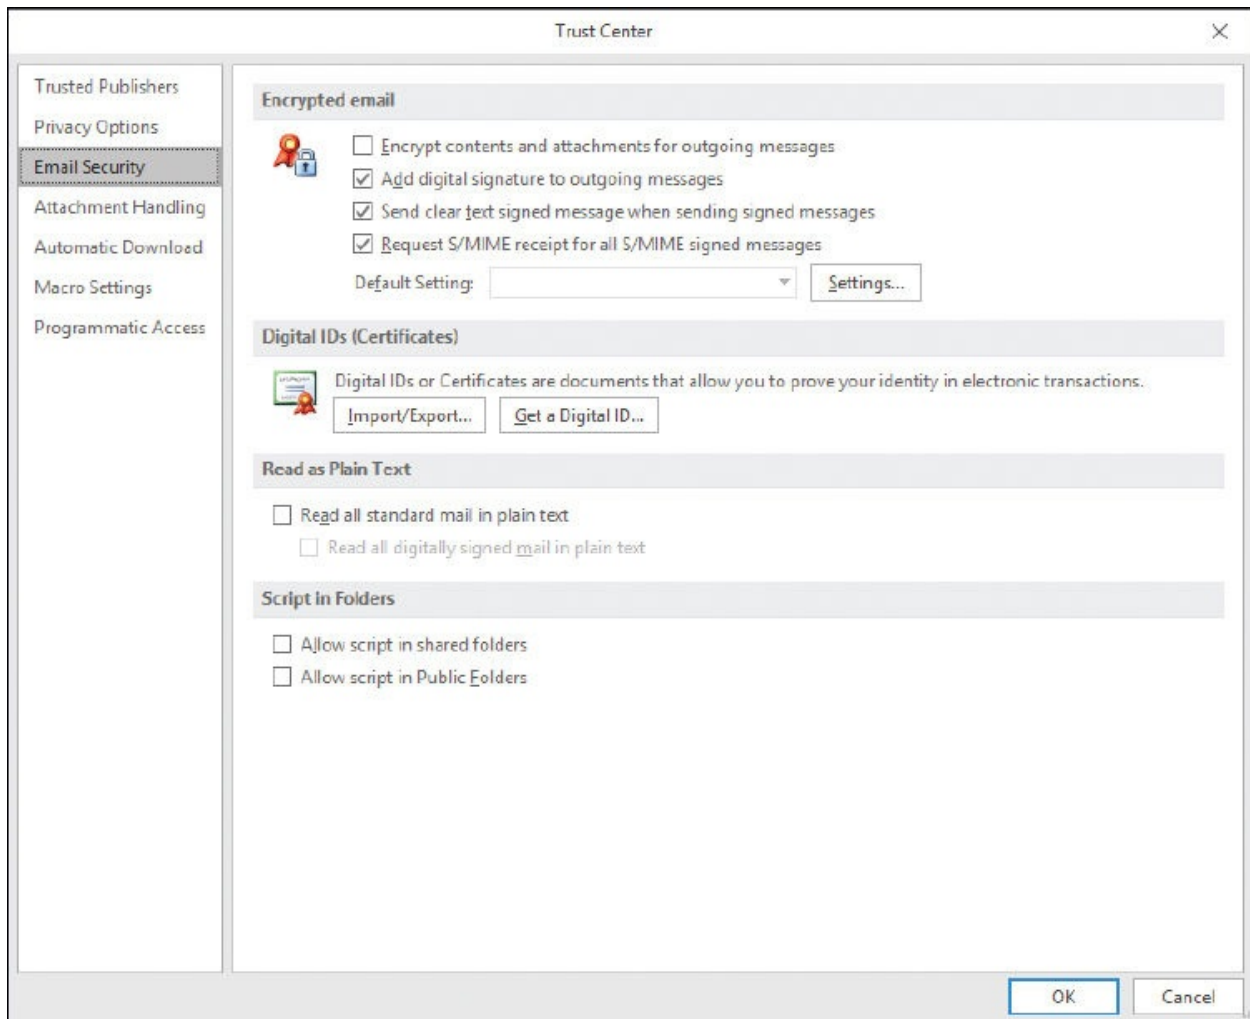 Trust Center
Trusted Publishers
Privacy Options
Email Security
Attachment Handling
Automatic Download
Macro Settings
Programmatic Access
Encrypted email
Encrypt contents and attachments for outgoing messages
Add digital signature to outgoing messages
Send clear text signed message when sending signed messages
Request S/MIME receipt for all S/MIME signed messages
Default Setting:
Settings...
Digital IDs (Certificates)
Digital IDs or Certificates are documents that allow you to prove your identity in electronic transactions.
Import/Export...
Get a Digital ID...
Read as Plain Text
Read all standard mail in plain text
Read all digitally signed mail in plain text
Script in Folders
Allow script in shared folders
Allow script in Public Folders
OK
Cancel